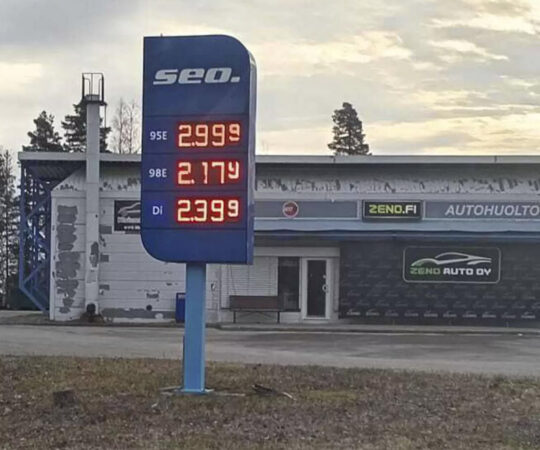 seo.
95E 2.999
98E 2.179
Di 2.399
ZENO.FI
AUTOHUOLTO
ZENO AUTO OY